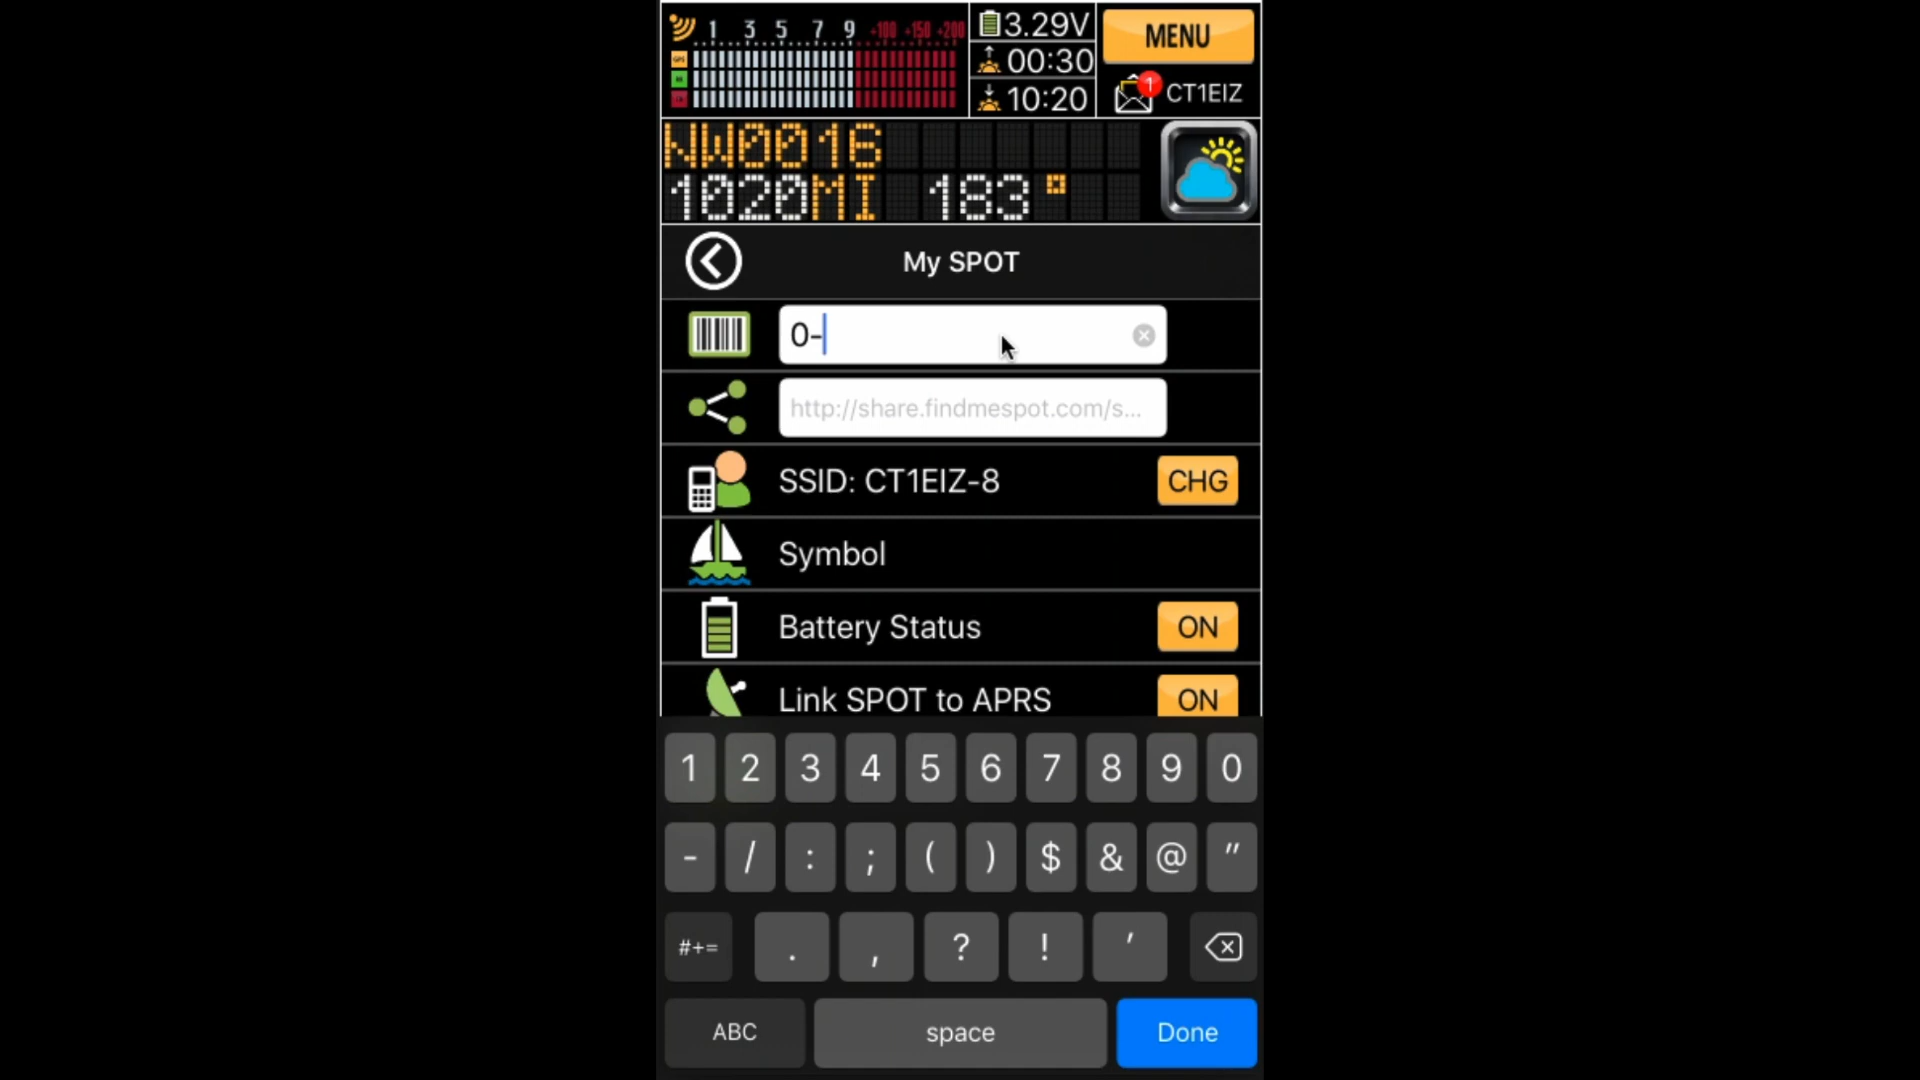 1 3 5 7 9 +100 +150 +200
3.29V
MENU
GPS
00:30
1
CT1EIZ
10:20
NW0016
1020MI 183°
My SPOT
0-
http://share.findmespot.com/s...
SSID: CT1EIZ-8
CHG
Symbol
Battery Status
ON
Link SPOT to APRS
ON
1 2 3 4 5 6 7 8 9 0
- / : ; ( ) $ & @ "
#+= . , ? ! '
ABC space Done